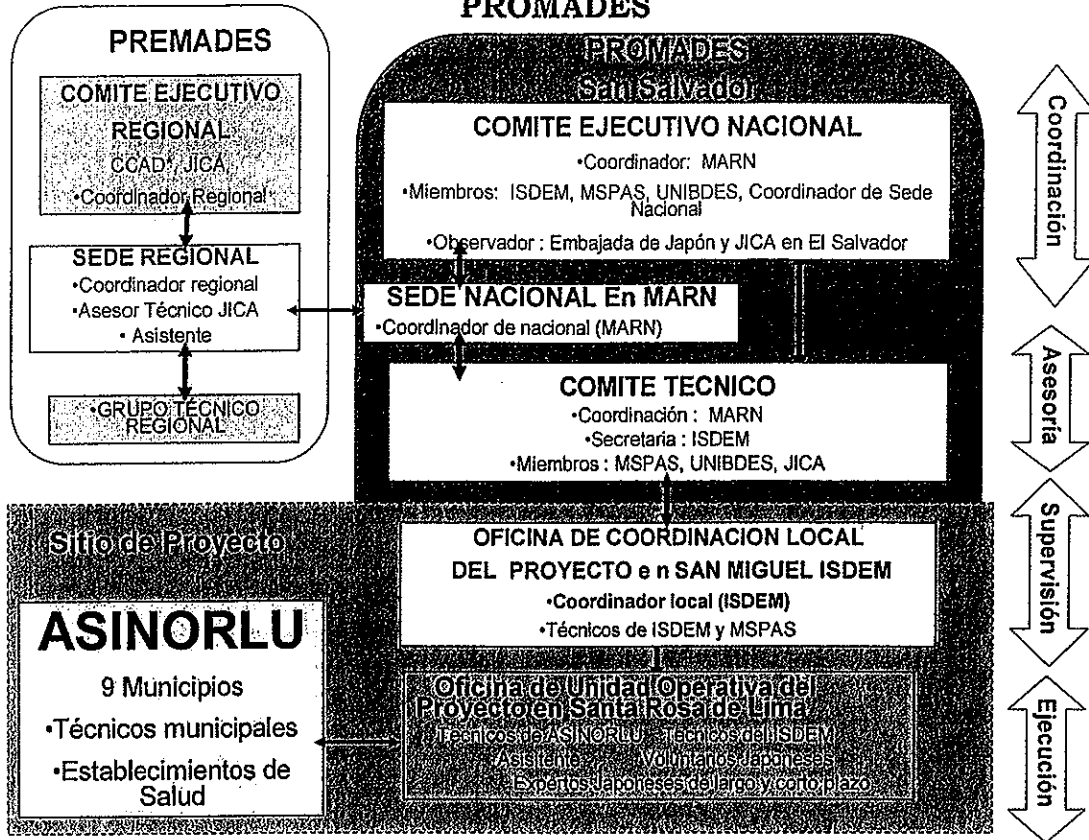 PROMADES
PREMADES
COMITE EJECUTIVO
REGIONAL
CCAD* JICA
•Coordinador Regional
SEDE REGIONAL
•Coordinador regional
•Asesor Técnico JICA
• Asistente
•GRUPO TECNICO
REGIONAL
PROMADES
San Salvador
COMITE EJECUTIVO NACIONAL
•Coordinador: MARN
•Miembros: ISDEM, MSPAS, UNIBDES, Coordinador de Sede
Nacional
•Observador : Embajada de Japón y JICA en El Salvador
SEDE NACIONAL En MARN
•Coordinador de nacional (MARN)
COMITE TECNICO
•Coordinación : MARN
•Secretaria : ISDEM
•Miembros : MSPAS, UNIBDES, JICA
Sitio de Proyecto
ASINORLU
9 Municipios
•Técnicos municipales
•Establecimientos de
Salud
OFICINA DE COORDINACION LOCAL
DEL PROYECTO e n SAN MIGUEL ISDEM
•Coordinador local (ISDEM)
•Técnicos de ISDEM y MSPAS
Oficina de Unidad Operativa del
Proyecto en Santa Rosa de Lima
Técnicos de ASINORLU Técnicos del ISDEM
Asisitente Voluntarios Japoneses
Expertos Japoneses de largo y corto plazo
Coordinación
Asesoría
Supervisión
Ejecución